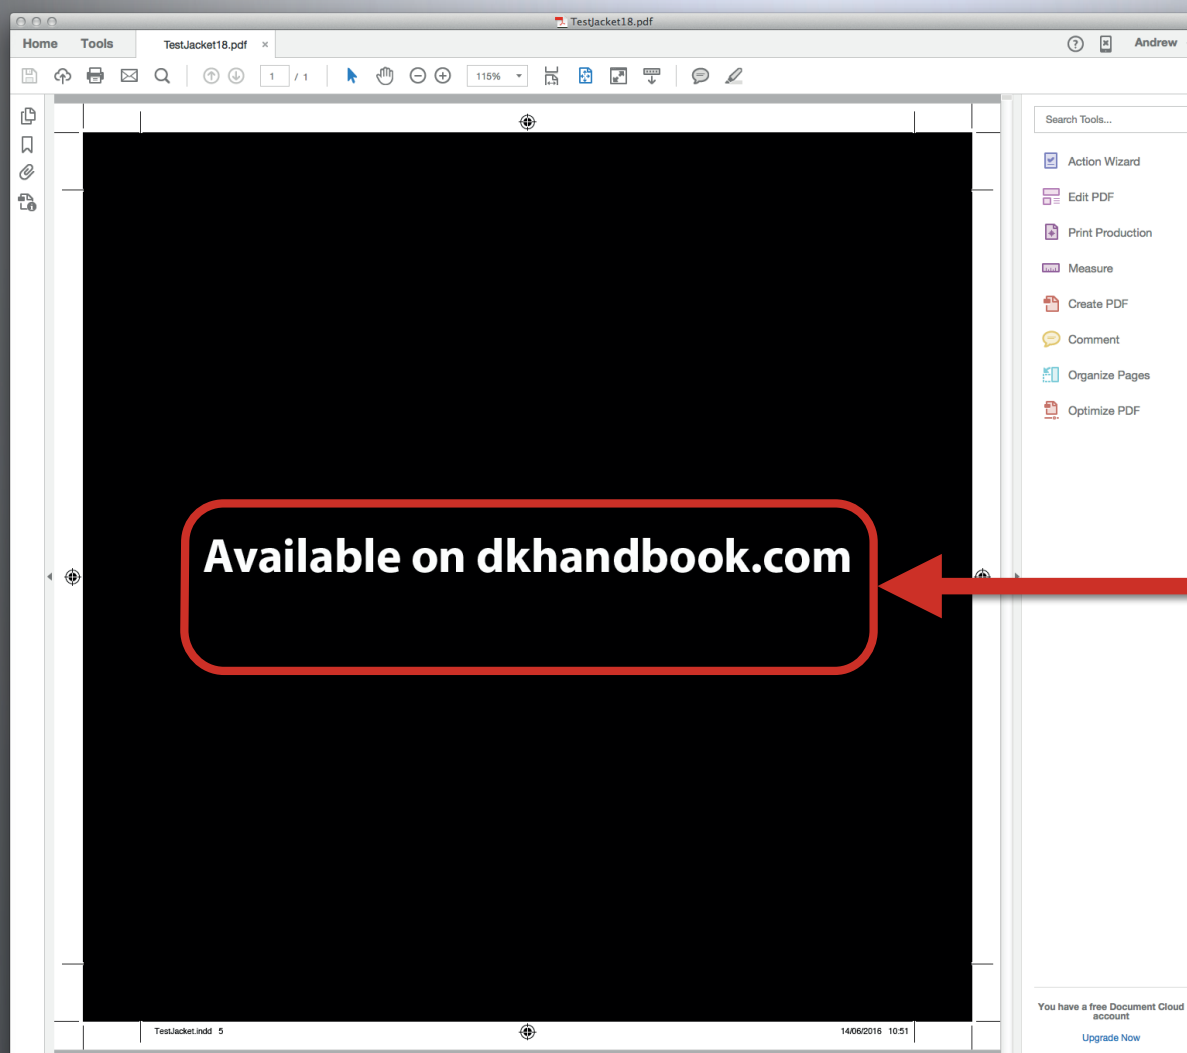 TestJacket18.pdf
Home Tools TestJacket18.pdf × ? Andrew
1 / 1 115%
Search Tools...
Action Wizard
Edit PDF
Print Production
Measure
Create PDF
Comment
Organize Pages
Optimize PDF
Available on dkhandbook.com
You have a free Document Cloud
account
Upgrade Now
TestJacket.indd 5 14/06/2016 10:51